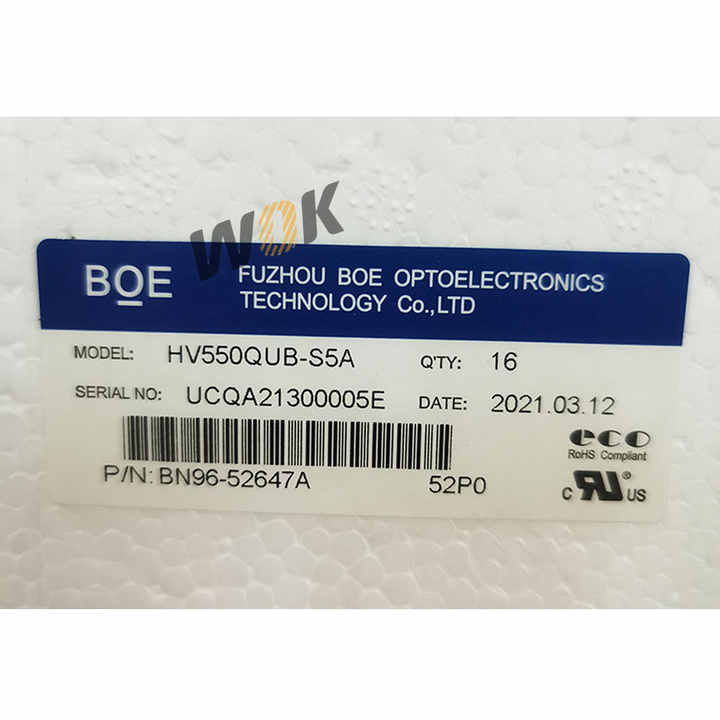 WOK
BOE
FUZHOU BOE OPTOELECTRONICS
TECHNOLOGY Co.,LTD
MODEL: HV550QUB-S5A Q'TY: 16
SERIAL NO: UCQA21300005E DATE: 2021.03.12
eco
RoHS Compliant
P/N: BN96-52647A 52P0
c RU US